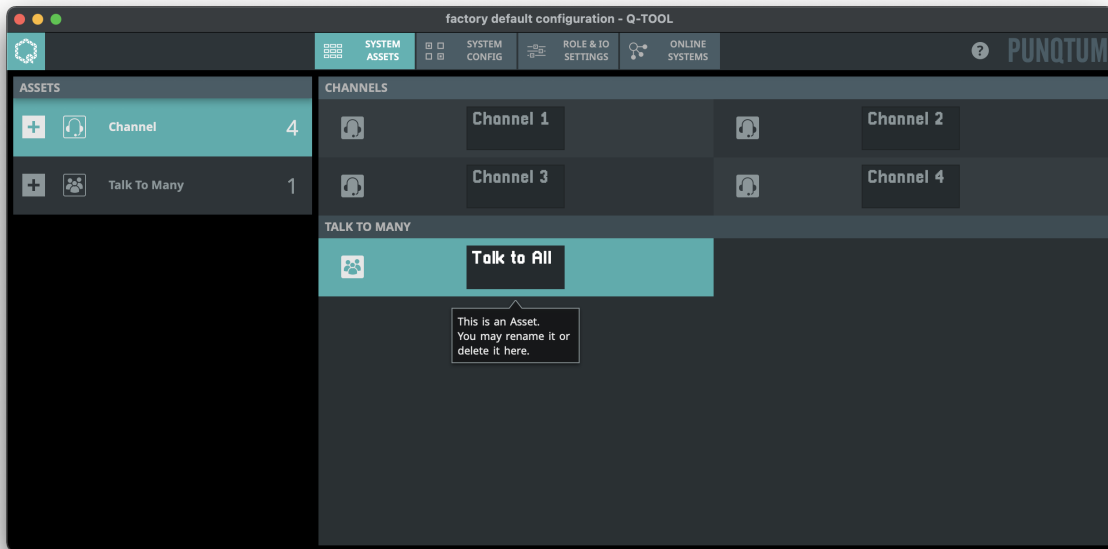 factory default configuration - Q-TOOL
SYSTEM ASSETS
SYSTEM CONFIG
ROLE & IO SETTINGS
ONLINE SYSTEMS
?
PUNQTUM
ASSETS
Channel 4
Talk To Many 1
CHANNELS
Channel 1
Channel 2
Channel 3
Channel 4
TALK TO MANY
Talk to All
This is an Asset.
You may rename it or
delete it here.